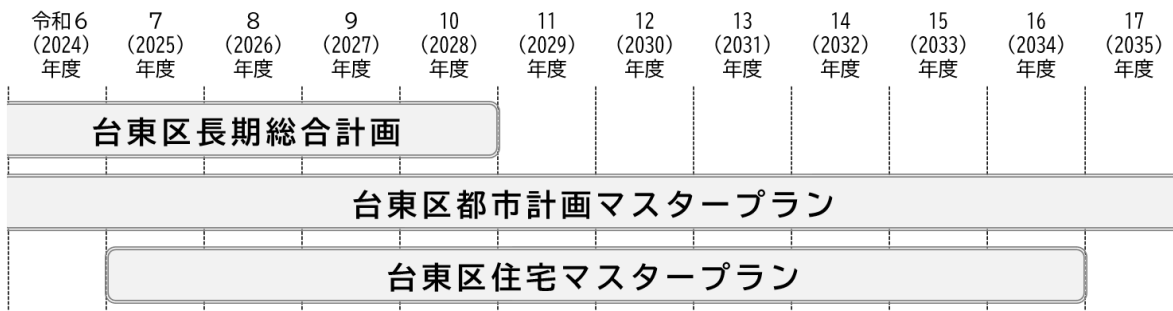 令和６ 7 8 9 10 11 12 13 14 15 16 17
(2024) (2025) (2026) (2027) (2028) (2029) (2030) (2031) (2032) (2033) (2034) (2035)
年度 年度 年度 年度 年度 年度 年度 年度 年度 年度 年度 年度
台東区長期総合計画
台東区都市計画マスタープラン
台東区住宅マスタープラン